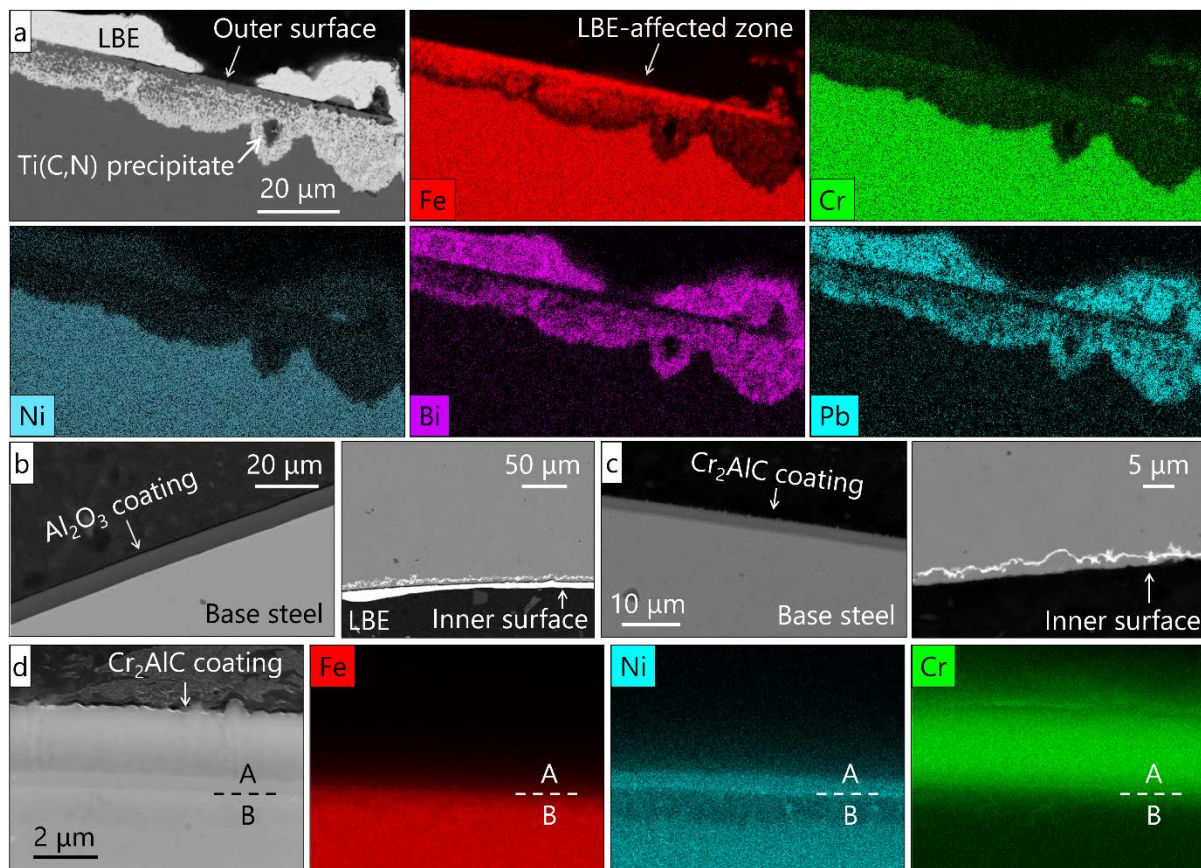 a
LBE
Outer surface
Ti(C,N) precipitate
20 μm
LBE-affected zone
Fe
Cr
Ni
Bi
Pb
b
20 μm
Al₂O₃ coating
Base steel
50 μm
LBE
Inner surface
c
Cr₂AlC coating
10 μm
Base steel
5 μm
Inner surface
d
Cr₂AlC coating
A
B
2 μm
Fe
A
B
Ni
A
B
Cr
A
B